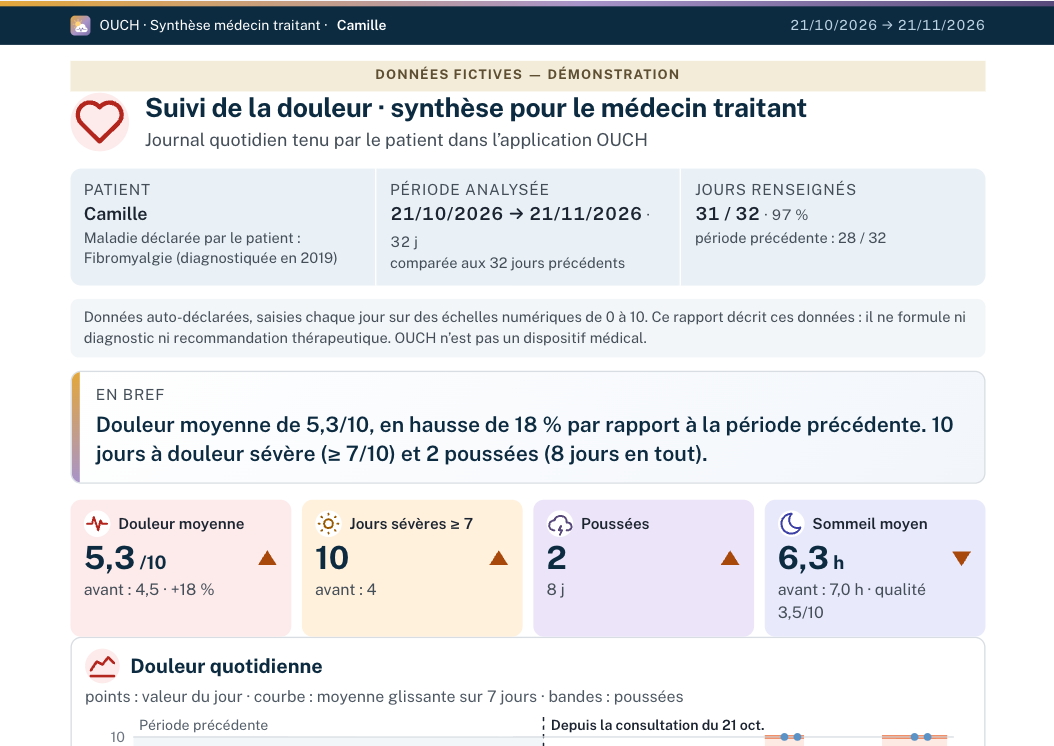 OUCH · Synthèse médecin traitant · Camille
21/10/2026 → 21/11/2026
DONNÉES FICTIVES — DÉMONSTRATION
Suivi de la douleur · synthèse pour le médecin traitant
Journal quotidien tenu par le patient dans l’application OUCH
PATIENT
Camille
Maladie déclarée par le patient :
Fibromyalgie (diagnostiquée en 2019)
PÉRIODE ANALYSÉE
21/10/2026 → 21/11/2026 ·
32 j
comparée aux 32 jours précédents
JOURS RENSEIGNÉS
31 / 32 · 97 %
période précédente : 28 / 32
Données auto-déclarées, saisies chaque jour sur des échelles numériques de 0 à 10. Ce rapport décrit ces données : il ne formule ni
diagnostic ni recommandation thérapeutique. OUCH n’est pas un dispositif médical.
EN BREF
Douleur moyenne de 5,3/10, en hausse de 18 % par rapport à la période précédente. 10
jours à douleur sévère (≥ 7/10) et 2 poussées (8 jours en tout).
Douleur moyenne
5,3 /10
avant : 4,5 · +18 %
Jours sévères ≥ 7
10
avant : 4
Poussées
2
8 j
Sommeil moyen
6,3 h
avant : 7,0 h · qualité
3,5/10
Douleur quotidienne
points : valeur du jour · courbe : moyenne glissante sur 7 jours · bandes : poussées
Période précédente
Depuis la consultation du 21 oct.
10